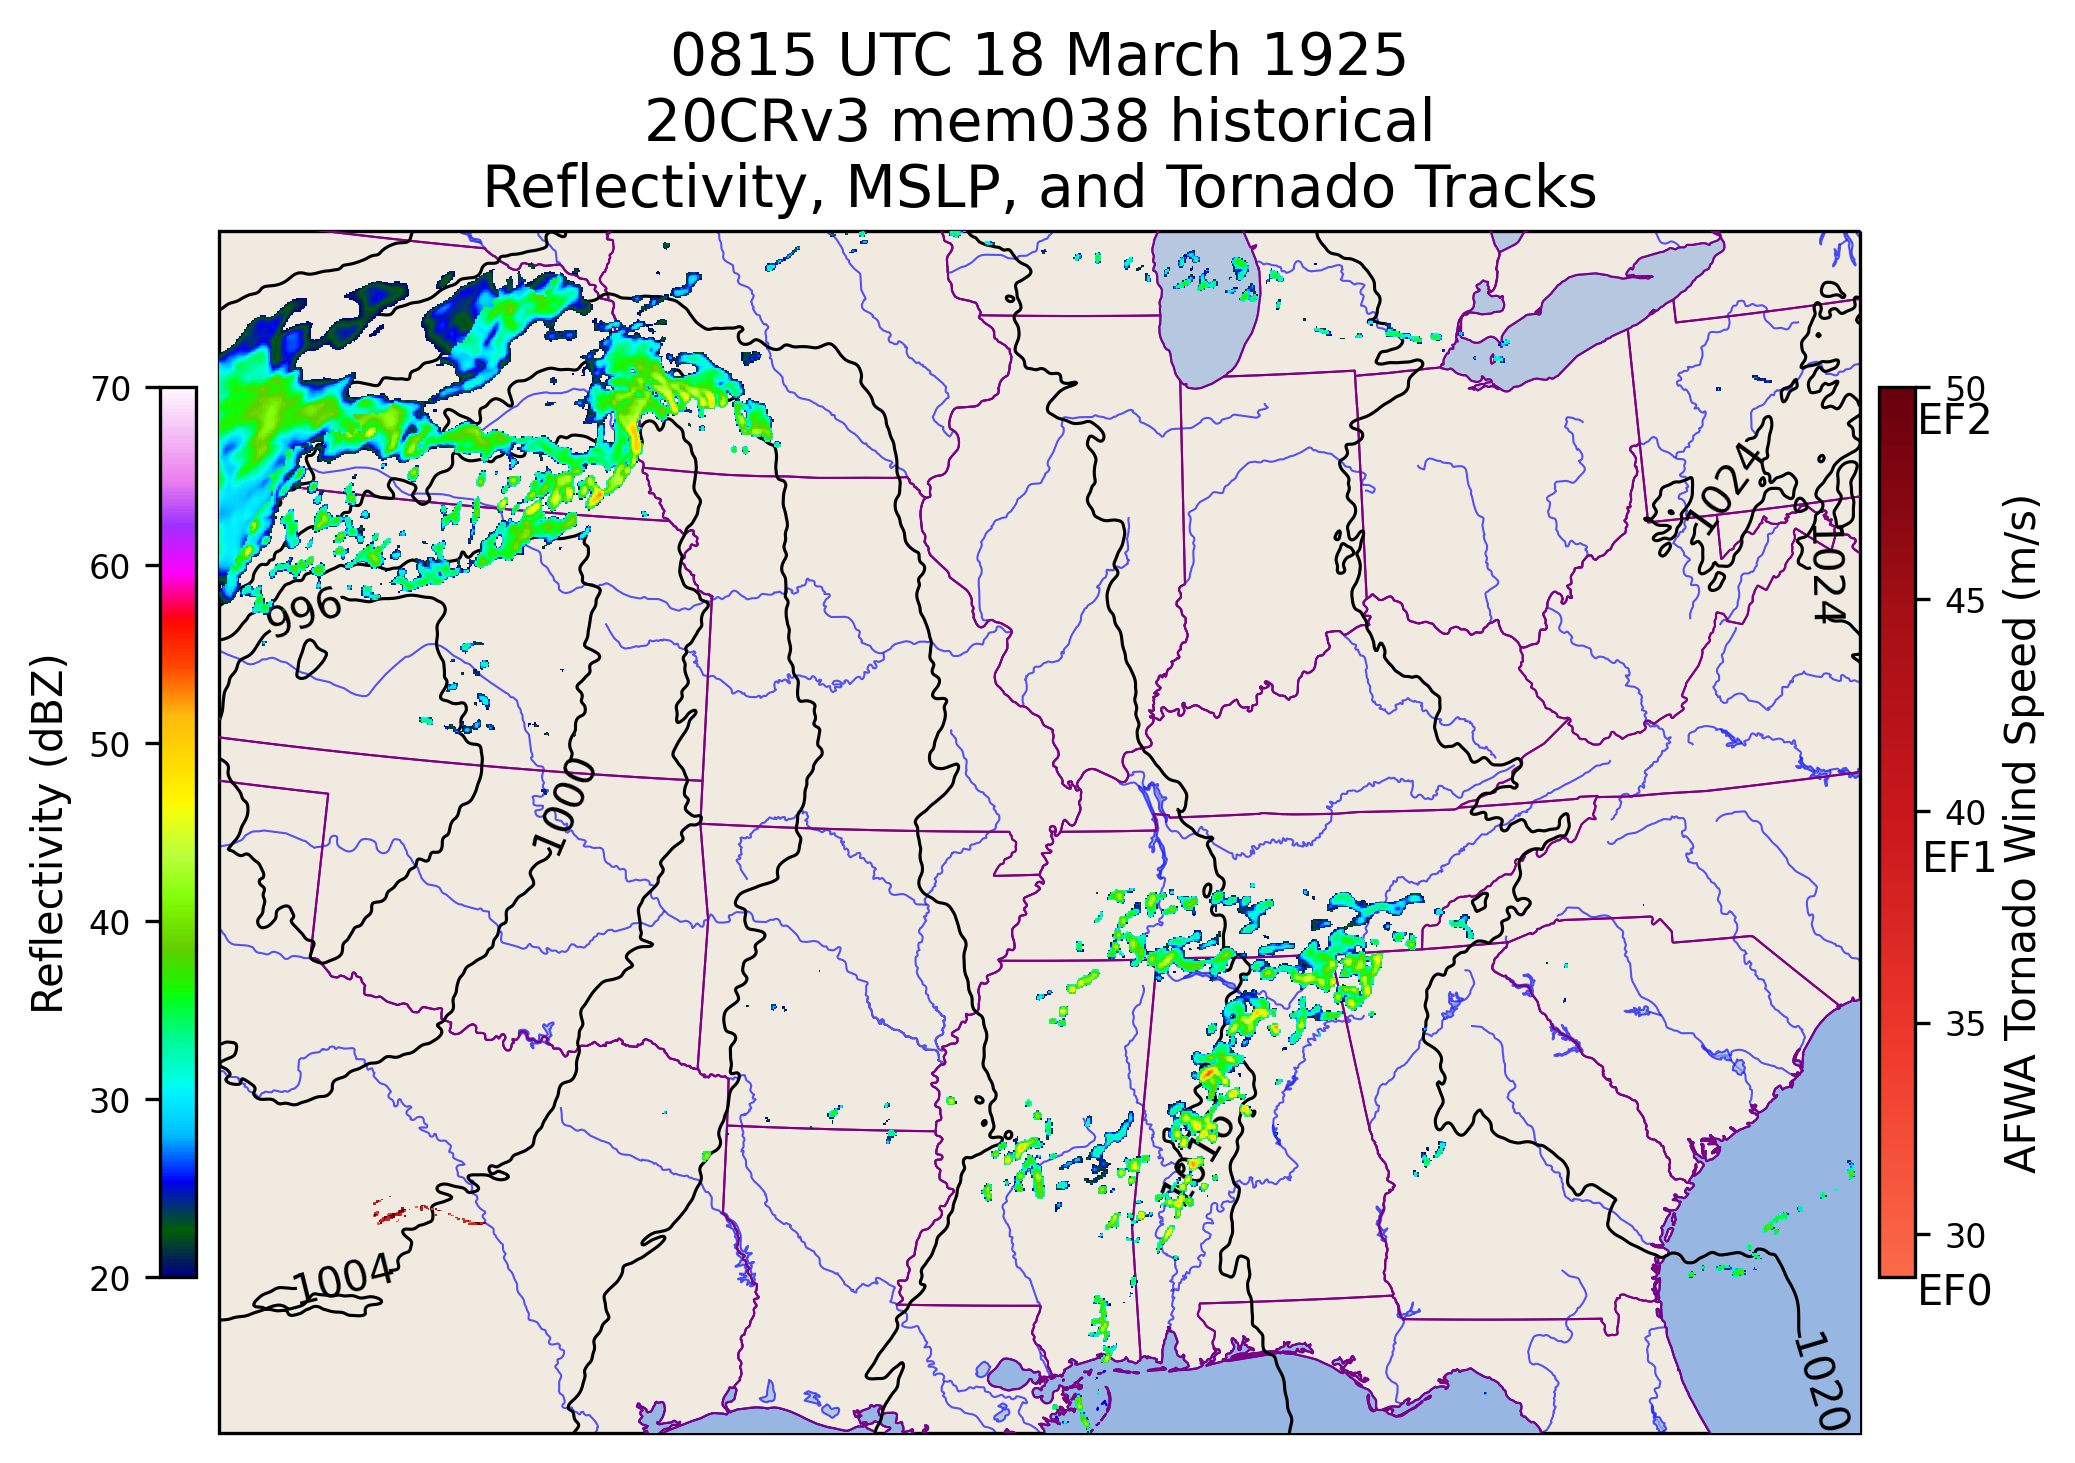 0815 UTC 18 March 1925
20CRv3 mem038 historical
Reflectivity, MSLP, and Tornado Tracks
70
60
50
40
30
20
Reflectivity (dBZ)
996
1000
1004
1024
1024
1020
50
EF2
45
40
EF1
35
30
EF0
AFWA Tornado Wind Speed (m/s)